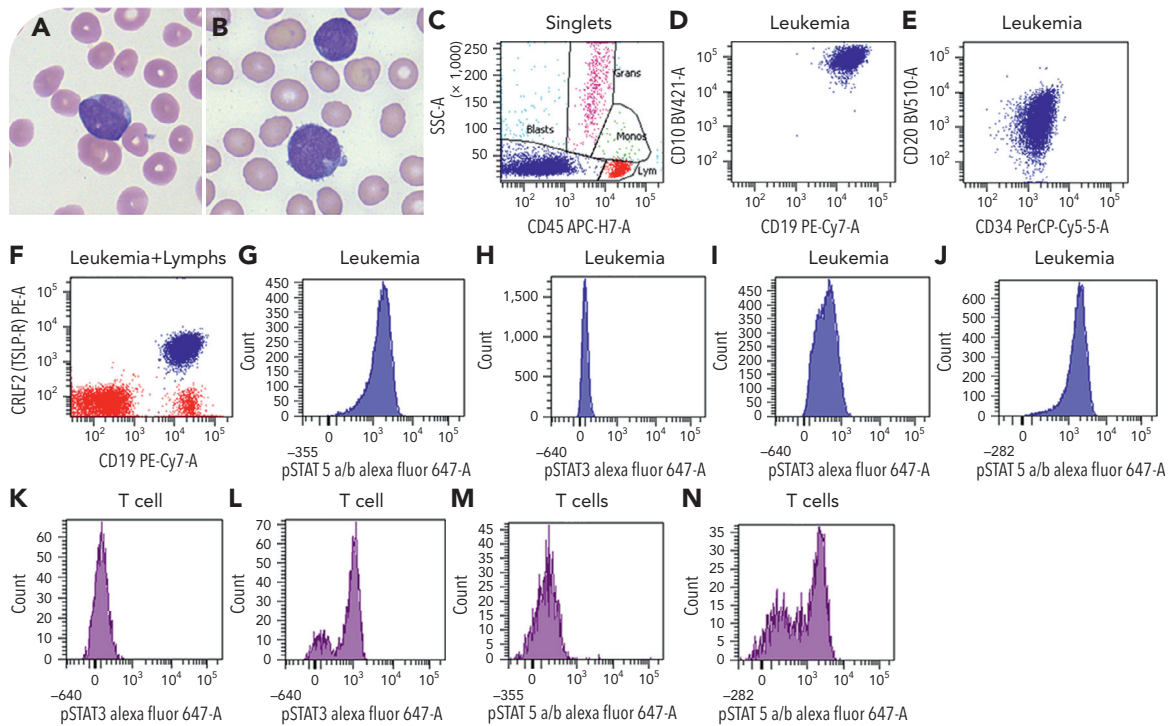 A
B
C
Singlets
SSC-A
(× 1,000)
250
200
150
100
50
Grans
Blasts
Monos
Lym
10² 10³ 10⁴ 10⁵
CD45 APC-H7-A
D
Leukemia
CD10 BV421-A
10⁵
10⁴
10³
10²
10² 10³ 10⁴ 10⁵
CD19 PE-Cy7-A
E
Leukemia
CD20 BV510-A
10⁵
10⁴
10³
10²
10² 10³ 10⁴ 10⁵
CD34 PerCP-Cy5-5-A
F
Leukemia+Lymphs
CRLF2 (TSLP-R) PE-A
10⁵
10⁴
10³
10²
10² 10³ 10⁴ 10⁵
CD19 PE-Cy7-A
G
Leukemia
Count
450
400
350
300
250
200
150
100
50
0
0 10³ 10⁴ 10⁵
−355
pSTAT 5 a/b alexa fluor 647-A
H
Leukemia
Count
1,500
1,000
500
0
0 10³ 10⁴ 10⁵
−640
pSTAT3 alexa fluor 647-A
I
Leukemia
Count
450
400
350
300
250
200
150
100
50
0
0 10³ 10⁴ 10⁵
−640
pSTAT3 alexa fluor 647-A
J
Leukemia
Count
600
500
400
300
200
100
0
0 10³ 10⁴ 10⁵
−282
pSTAT 5 a/b alexa fluor 647-A
K
T cell
Count
60
50
40
30
20
10
0
0 10³ 10⁴ 10⁵
−640
pSTAT3 alexa fluor 647-A
L
T cell
Count
70
60
50
40
30
20
10
0
0 10³ 10⁴ 10⁵
−640
pSTAT3 alexa fluor 647-A
M
T cells
Count
45
40
35
30
25
20
15
10
5
0
0 10³ 10⁴ 10⁵
−355
pSTAT 5 a/b alexa fluor 647-A
N
T cells
Count
35
30
25
20
15
10
5
0
0 10³ 10⁴ 10⁵
−282
pSTAT 5 a/b alexa fluor 647-A